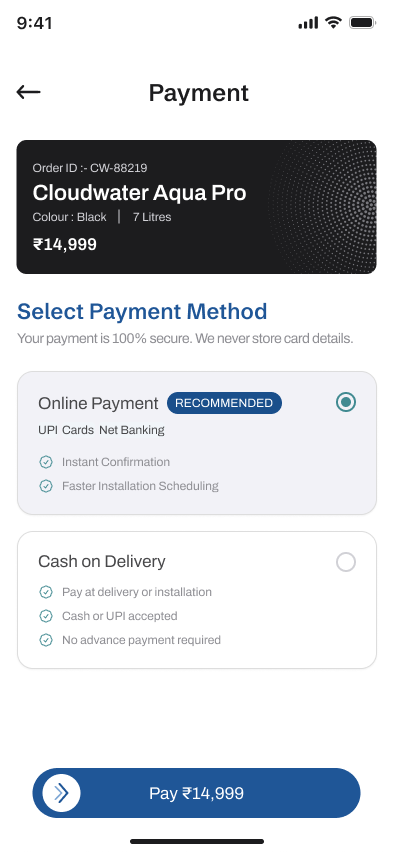 9:41
Payment
Order ID :- CW-88219
Cloudwater Aqua Pro
Colour : Black | 7 Litres
₹14,999
Select Payment Method
Your payment is 100% secure. We never store card details.
Online Payment RECOMMENDED
UPI Cards Net Banking
Instant Confirmation
Faster Installation Scheduling
Cash on Delivery
Pay at delivery or installation
Cash or UPI accepted
No advance payment required
Pay ₹14,999